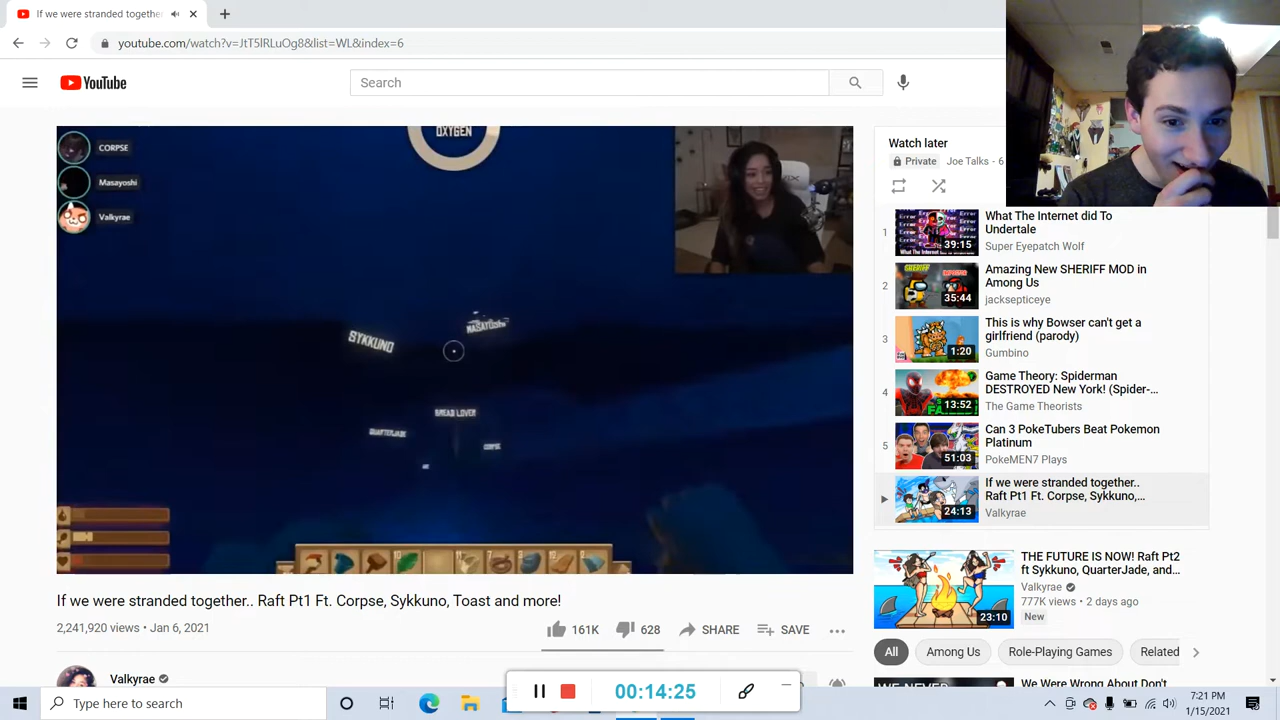 If we were stranded together
youtube.com/watch?v=JtT5lRLuOg8&list=WL&index=6
YouTube
Search
OXYGEN
CORPSE
Masayoshi
Valkyrae
SYKKUNO
MASAYOSHI
BREAD LOVER
QUARTERJADE
CORPSE
If we were stranded together.. Raft Pt1 Ft. Corpse, Sykkuno, Toast and more!
2,241,920 views • Jan 6, 2021
161K
628
SHARE
SAVE
Valkyrae
Watch later
Private
Joe Talks - 6
1
What The Internet did To
Undertale
Super Eyepatch Wolf
39:15
2
Amazing New SHERIFF MOD in
Among Us
jacksepticeye
SHERIFF
35:44
3
This is why Bowser can't get a
girlfriend (parody)
Gumbino
1:20
4
Game Theory: Spiderman
DESTROYED New York! (Spider-...
The Game Theorists
13:52
5
Can 3 PokeTubers Beat Pokemon
Platinum
PokeMEN7 Plays
51:03
If we were stranded together..
Raft Pt1 Ft. Corpse, Sykkuno,...
Valkyrae
24:13
THE FUTURE IS NOW! Raft Pt2
ft Sykkuno, QuarterJade, and...
Valkyrae
777K views • 2 days ago
New
23:10
All
Among Us
Role-Playing Games
Related
We Were Wrong About Don't
WE NEVER
00:14:25
Type here to search
7:21 PM
1/15/2021